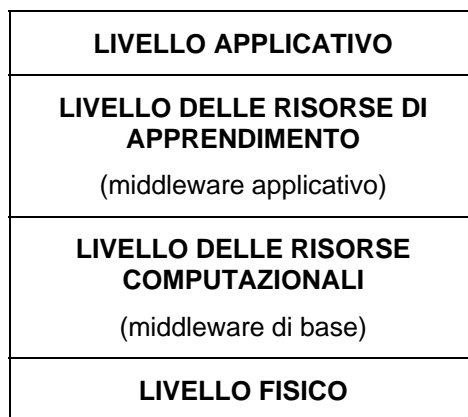 LIVELLO APPLICATIVO
LIVELLO DELLE RISORSE DI
APPRENDIMENTO
(middleware applicativo)
LIVELLO DELLE RISORSE
COMPUTAZIONALI
(middleware di base)
LIVELLO FISICO